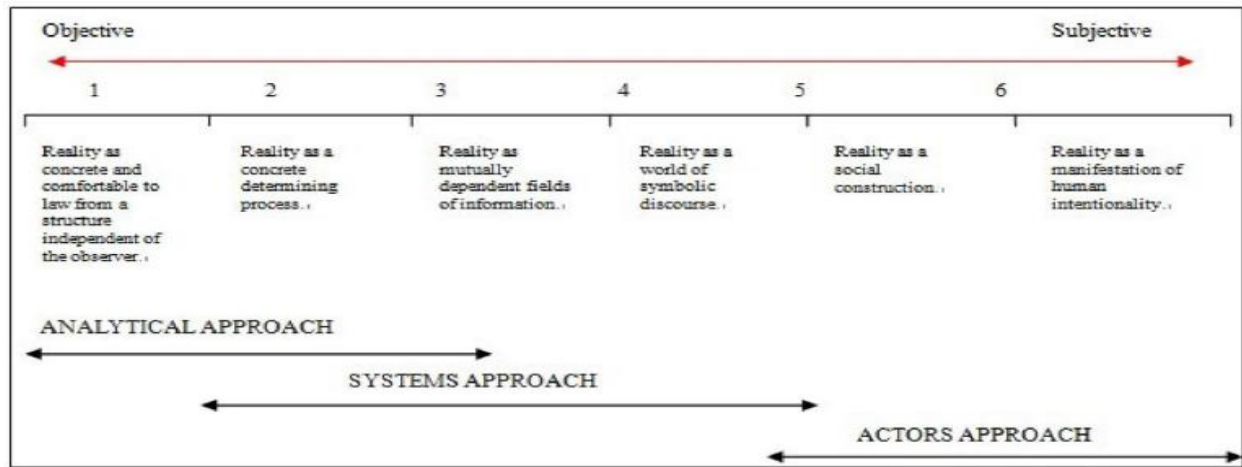 Objective Subjective
1 2 3 4 5 6
Reality as
concrete and
comfortable to
law from a
structure
independent of
the observer.
Reality as a
concrete
determining
process.
Reality as
mutually
dependent fields
of information.
Reality as a
world of
symbolic
discourse.
Reality as a
social
construction.
Reality as a
manifestation of
human
intentionality.
ANALYTICAL APPROACH
SYSTEMS APPROACH
ACTORS APPROACH